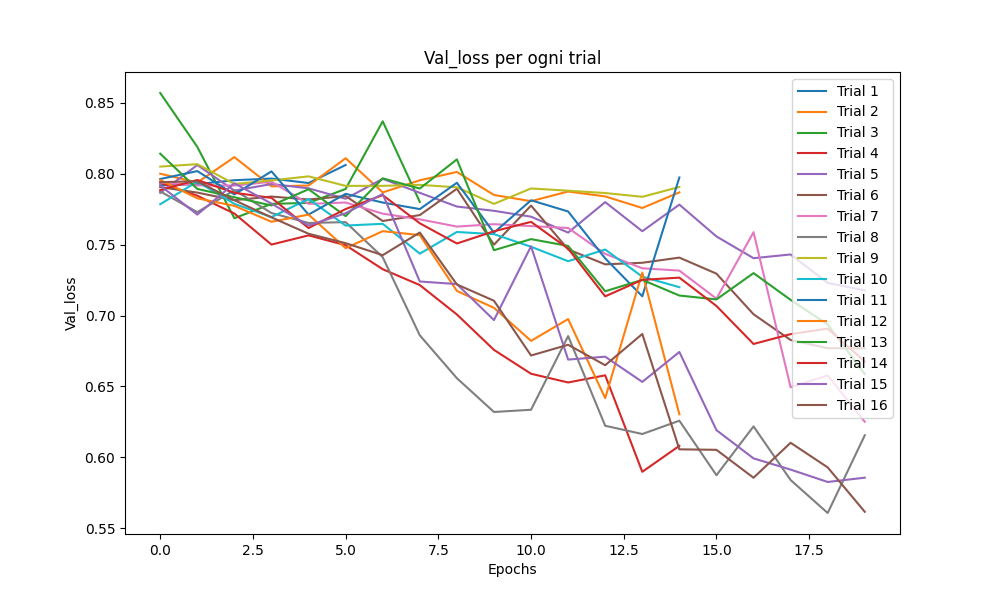 Val_loss per ogni trial
Val_loss
0.85
0.80
0.75
0.70
0.65
0.60
0.55
0.0
2.5
5.0
7.5
10.0
12.5
15.0
17.5
Epochs
Trial 1
Trial 2
Trial 3
Trial 4
Trial 5
Trial 6
Trial 7
Trial 8
Trial 9
Trial 10
Trial 11
Trial 12
Trial 13
Trial 14
Trial 15
Trial 16